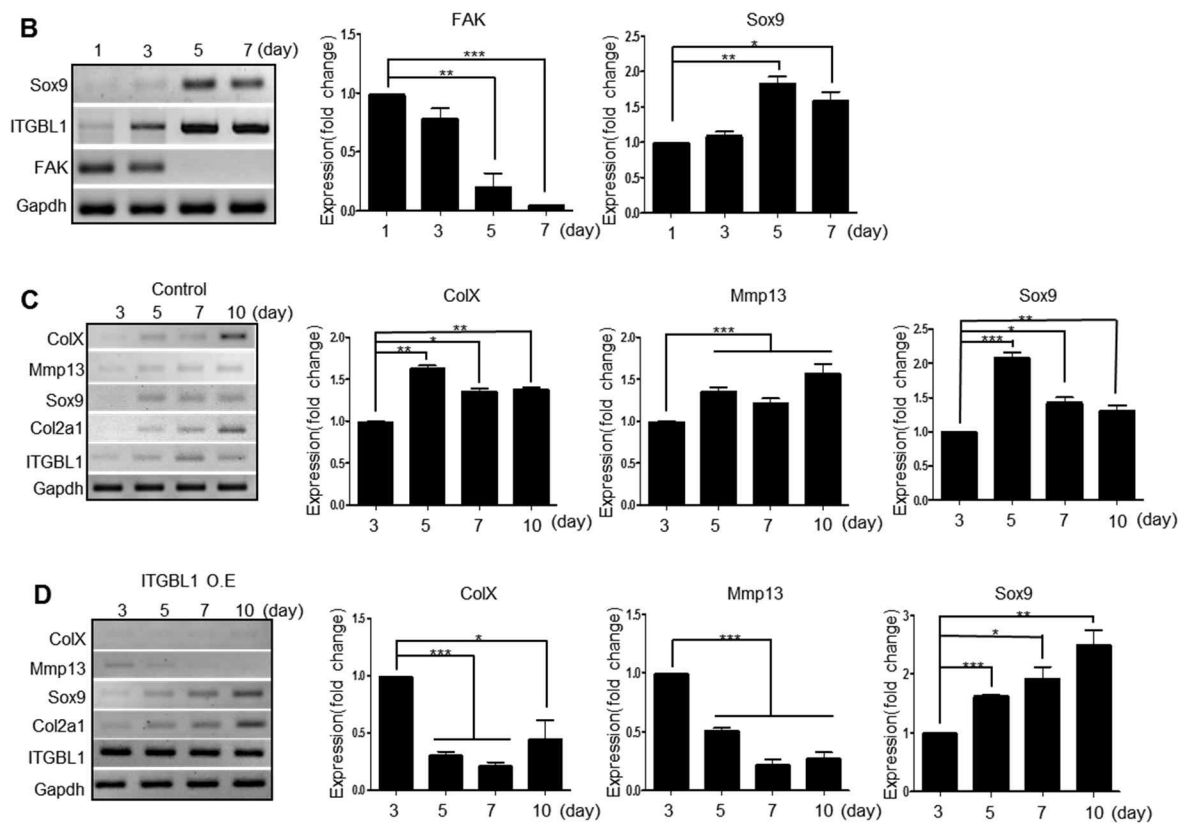 B
1 3 5 7 (day)
Sox9
ITGBL1
FAK
Gapdh
FAK
Expression(fold change)
1.5
1.0
0.5
0.0
***
**
1 3 5 7 (day)
Sox9
Expression(fold change)
2.5
2.0
1.5
1.0
0.5
0.0
*
**
1 3 5 7 (day)
C
Control
3 5 7 10 (day)
ColX
Mmp13
Sox9
Col2a1
ITGBL1
Gapdh
ColX
Expression(fold change)
2.0
1.5
1.0
0.5
0.0
**
*
**
3 5 7 10 (day)
Mmp13
Expression(fold change)
2.0
1.5
1.0
0.5
0.0
***
3 5 7 10 (day)
Sox9
Expression(fold change)
2.5
2.0
1.5
1.0
0.5
0.0
**
*
***
3 5 7 10 (day)
D
ITGBL1 O.E
3 5 7 10 (day)
ColX
Mmp13
Sox9
Col2a1
ITGBL1
Gapdh
ColX
Expression(fold change)
1.5
1.0
0.5
0.0
*
***
3 5 7 10 (day)
Mmp13
Expression(fold change)
1.5
1.0
0.5
0.0
***
3 5 7 10 (day)
Sox9
Expression(fold change)
3
2
1
0
**
*
***
3 5 7 10 (day)